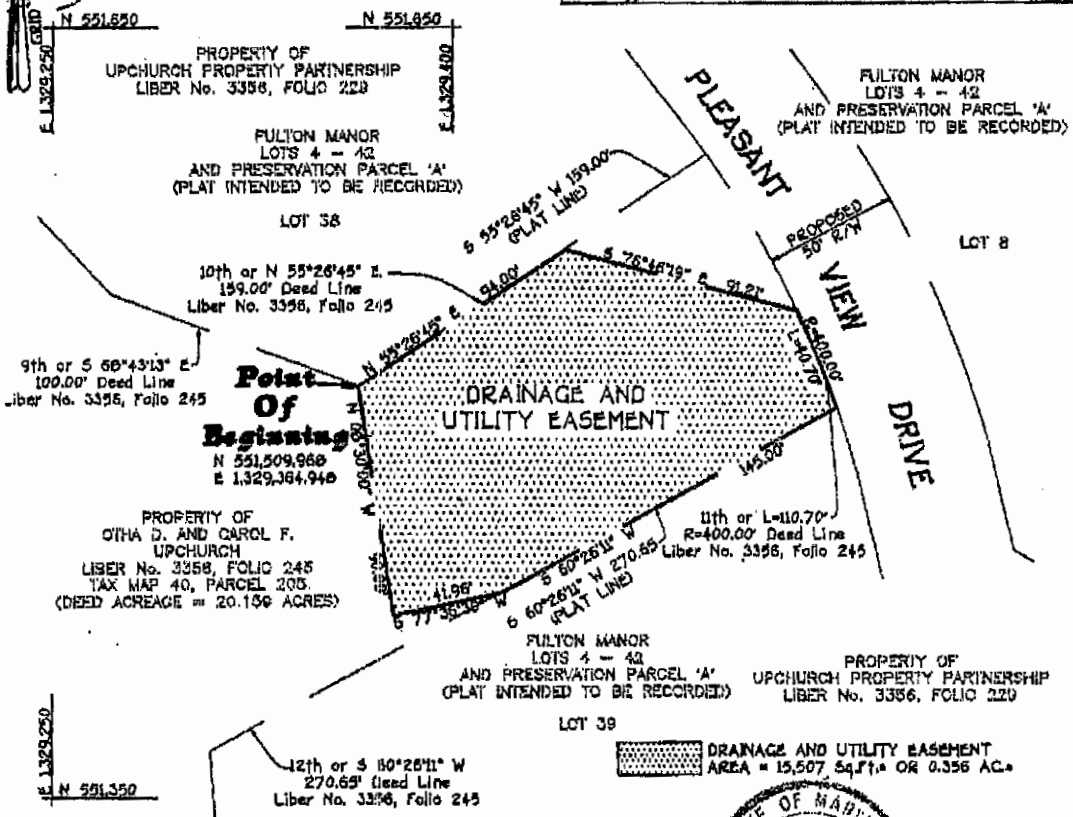 GRID
N 551,650
N 551,650
E 1,329,250
E 1,329,400
PROPERTY OF
UPCHURCH PROPERTY PARTNERSHIP
LIBER No. 3356, FOLIO 229
FULTON MANOR
LOTS 4 - 42
AND PRESERVATION PARCEL 'A'
(PLAT INTENDED TO BE RECORDED)
LOT 38
PLEASANT
VIEW
DRIVE
FULTON MANOR
LOTS 4 - 42
AND PRESERVATION PARCEL 'A'
(PLAT INTENDED TO BE RECORDED)
PROPOSED
50' R/W
LOT 8
S 55°26'45" W 159.00'
(PLAT LINE)
10th or N 55°26'45" E
159.00' Deed Line
Liber No. 3356, Folio 245
N 55°26'45" E
94.00'
S 76°46'19" E
91.21'
R=400.00'
L=40.70'
9th or S 68°43'13" E
100.00' Deed Line
Liber No. 3356, Folio 245
Point
Of
Beginning
N 551,509.966
E 1,329,364.946
DRAINAGE AND
UTILITY EASEMENT
145.00'
S 60°26'11" W
S 60°26'11" W 270.65'
(PLAT LINE)
11th or L=110.70'
R=400.00' Deed Line
Liber No. 3356, Folio 245
PROPERTY OF
OTHA D. AND CAROL F.
UPCHURCH
LIBER No. 3356, FOLIO 245
TAX MAP 40, PARCEL 205
(DEED ACREAGE = 20.156 ACRES)
41.96'
S 77°35'36" W
FULTON MANOR
LOTS 4 - 42
AND PRESERVATION PARCEL 'A'
(PLAT INTENDED TO BE RECORDED)
LOT 39
PROPERTY OF
UPCHURCH PROPERTY PARTNERSHIP
LIBER No. 3356, FOLIO 229
E 1,329,250
N 551,350
12th or S 60°26'11" W
270.65' Deed Line
Liber No. 3356, Folio 245
DRAINAGE AND UTILITY EASEMENT
AREA = 15,507 Sq.Ft.± OR 0.356 AC.±
OF